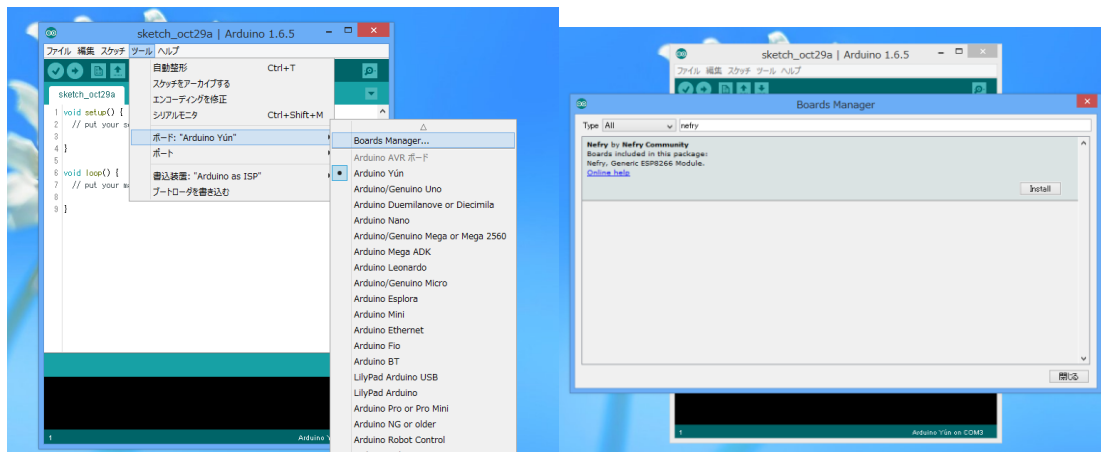 sketch_oct29a | Arduino 1.6.5
ファイル 編集 スケッチ ツール ヘルプ
sketch_oct29a
1 void setup() {
2 // put your
3
4 }
5
6 void loop() {
7 // put your
8
9 }
自動整形 Ctrl+T
スケッチをアーカイブする
エンコーディングを修正
シリアルモニタ Ctrl+Shift+M
ボード: "Arduino Yún"
ポート
書込装置: "Arduino as ISP"
ブートローダを書き込む
Boards Manager...
Arduino AVR ボード
Arduino Yún
Arduino/Genuino Uno
Arduino Duemilanove or Diecimila
Arduino Nano
Arduino/Genuino Mega or Mega 2560
Arduino Mega ADK
Arduino Leonardo
Arduino/Genuino Micro
Arduino Esplora
Arduino Mini
Arduino Ethernet
Arduino Fio
Arduino BT
LilyPad Arduino USB
LilyPad Arduino
Arduino Pro or Pro Mini
Arduino NG or older
Arduino Robot Control
1 Arduino
sketch_oct29a | Arduino 1.6.5
ファイル 編集 スケッチ ツール ヘルプ
Boards Manager
Type All nefry
Nefry by Nefry Community
Boards included in this package:
Nefry, Generic ESP8266 Module.
Online help
Install
閉じる
1 Arduino Yún on COM3